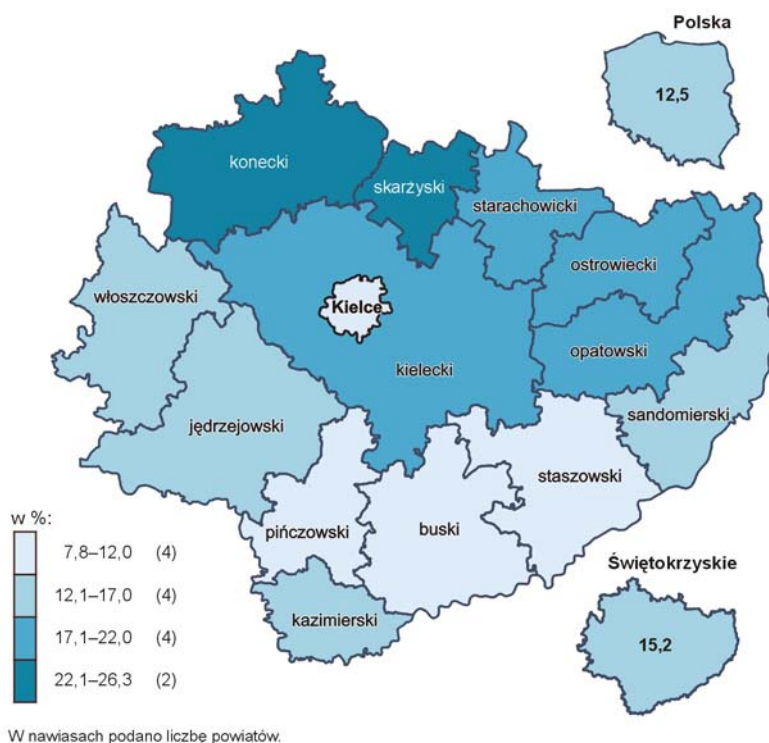 Polska
12,5
konecki
skarżyski
starachowicki
ostrowiecki
włoszczowski
Kielce
opatowski
kielecki
sandomierski
jędrzejowski
staszowski
w %:
pińczowski
buski
7,8–12,0 (4)
Świętokrzyskie
12,1–17,0 (4)
kazimierski
17,1–22,0 (4)
15,2
22,1–26,3 (2)
W nawiasach podano liczbę powiatów.